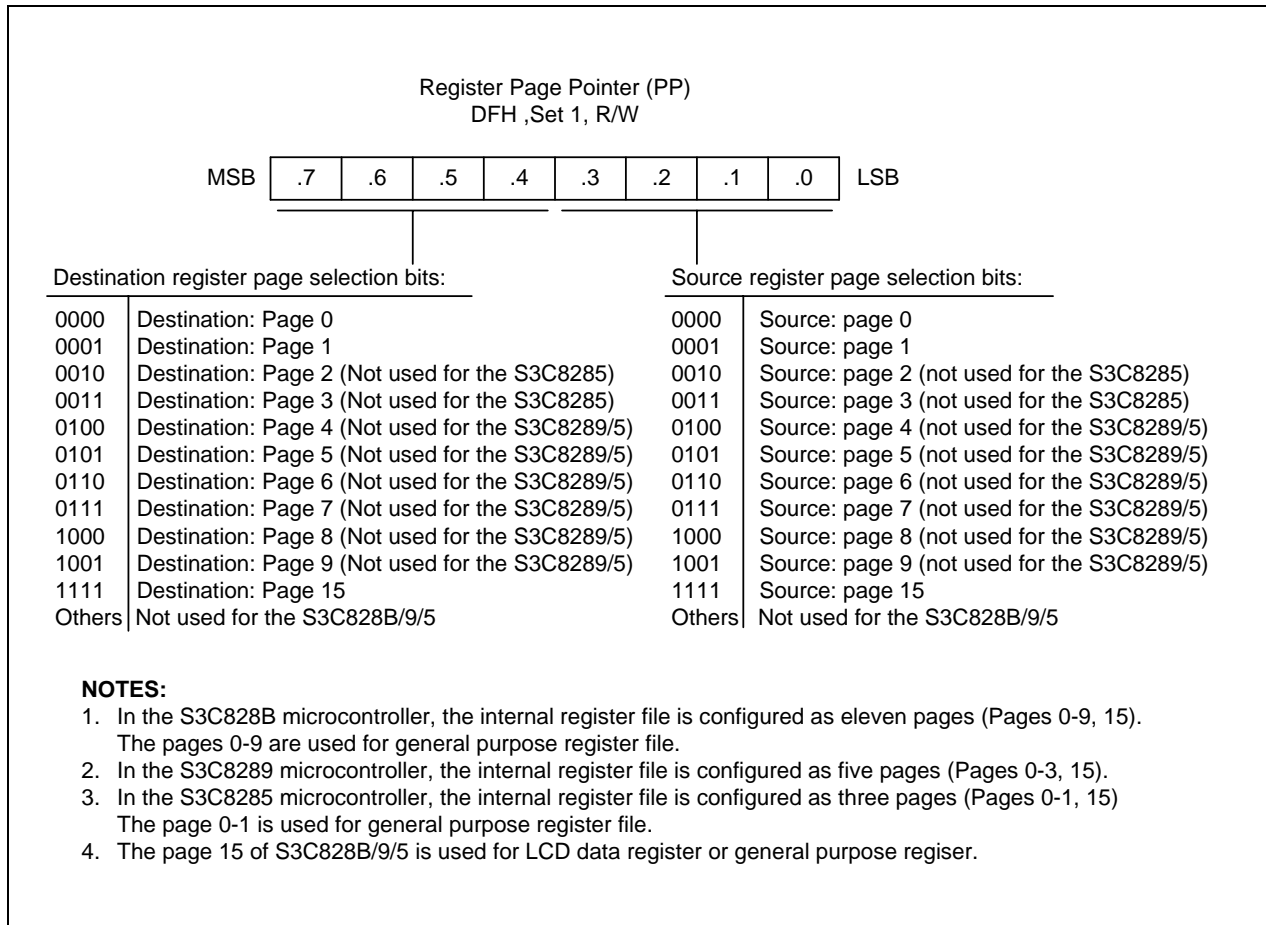 Register Page Pointer (PP)
DFH ,Set 1, R/W
MSB .7 .6 .5 .4 .3 .2 .1 .0 LSB
Destination register page selection bits:
0000 Destination: Page 0
0001 Destination: Page 1
0010 Destination: Page 2 (Not used for the S3C8285)
0011 Destination: Page 3 (Not used for the S3C8285)
0100 Destination: Page 4 (Not used for the S3C8289/5)
0101 Destination: Page 5 (Not used for the S3C8289/5)
0110 Destination: Page 6 (Not used for the S3C8289/5)
0111 Destination: Page 7 (Not used for the S3C8289/5)
1000 Destination: Page 8 (Not used for the S3C8289/5)
1001 Destination: Page 9 (Not used for the S3C8289/5)
1111 Destination: Page 15
Others Not used for the S3C828B/9/5
Source register page selection bits:
0000 Source: page 0
0001 Source: page 1
0010 Source: page 2 (not used for the S3C8285)
0011 Source: page 3 (not used for the S3C8285)
0100 Source: page 4 (not used for the S3C8289/5)
0101 Source: page 5 (not used for the S3C8289/5)
0110 Source: page 6 (not used for the S3C8289/5)
0111 Source: page 7 (not used for the S3C8289/5)
1000 Source: page 8 (not used for the S3C8289/5)
1001 Source: page 9 (not used for the S3C8289/5)
1111 Source: page 15
Others Not used for the S3C828B/9/5
NOTES:
1. In the S3C828B microcontroller, the internal register file is configured as eleven pages (Pages 0-9, 15).
The pages 0-9 are used for general purpose register file.
2. In the S3C8289 microcontroller, the internal register file is configured as five pages (Pages 0-3, 15).
3. In the S3C8285 microcontroller, the internal register file is configured as three pages (Pages 0-1, 15)
The page 0-1 is used for general purpose register file.
4. The page 15 of S3C828B/9/5 is used for LCD data register or general purpose regiser.